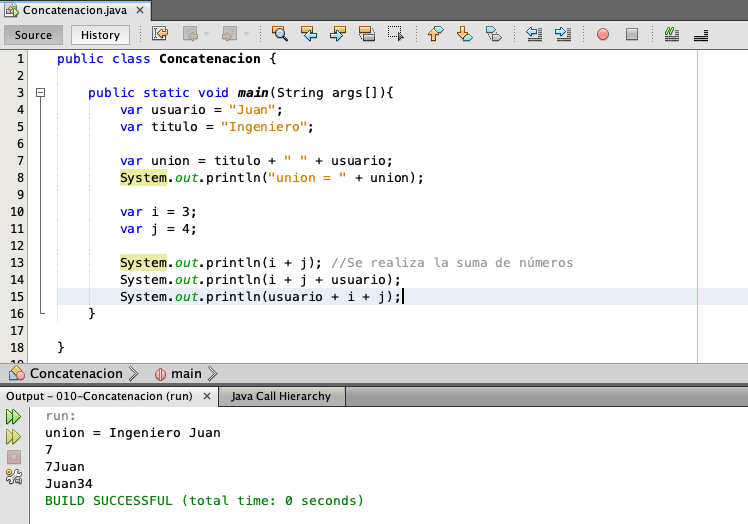 Concatenacion.java ×
Source History
1 public class Concatenacion {
2
3 public static void main(String args[]){
4 var usuario = "Juan";
5 var titulo = "Ingeniero";
6
7 var union = titulo + " " + usuario;
8 System.out.println("union = " + union);
9
10 var i = 3;
11 var j = 4;
12
13 System.out.println(i + j); //Se realiza la suma de números
14 System.out.println(i + j + usuario);
15 System.out.println(usuario + i + j);
16 }
17
18 }
19
Concatenacion main
Output - 010-Concatenacion (run) × Java Call Hierarchy
run:
union = Ingeniero Juan
7
7Juan
Juan34
BUILD SUCCESSFUL (total time: 0 seconds)